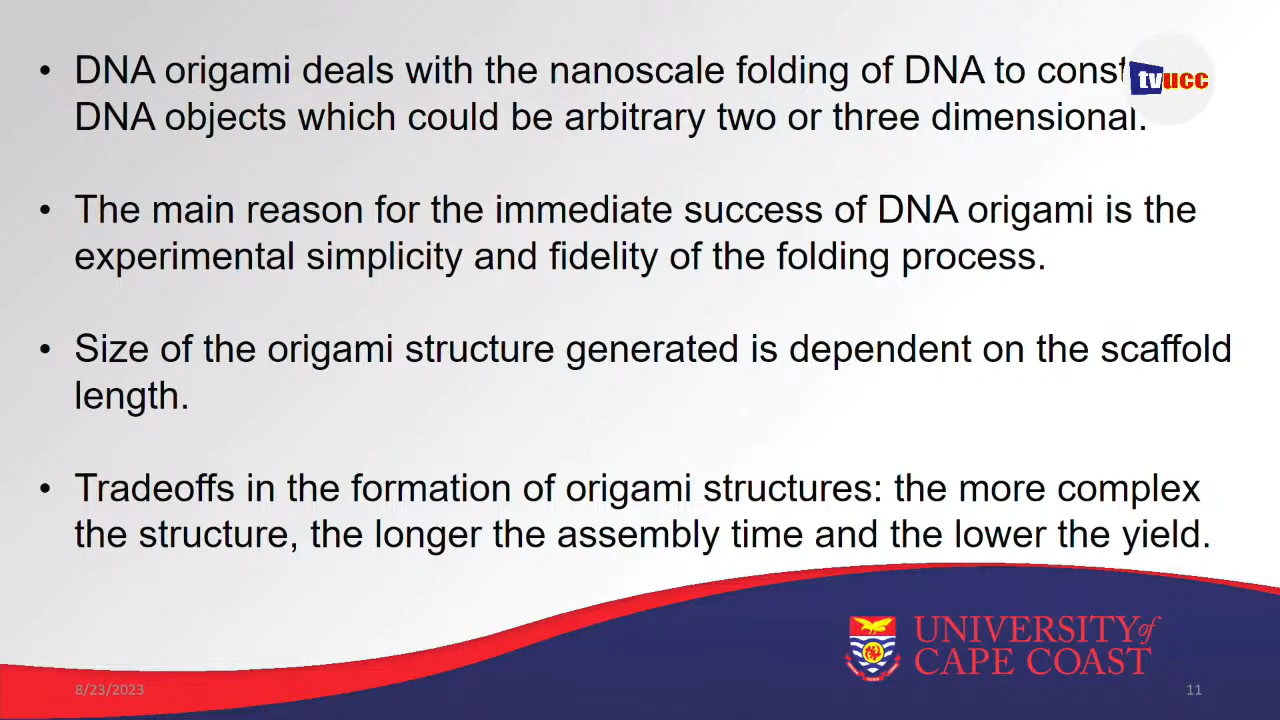 • DNA origami deals with the nanoscale folding of DNA to
tvucc
DNA objects which could be arbitrary two or three dimensional.
• The main reason for the immediate success of DNA origami is the
experimental simplicity and fidelity of the folding process.
• Size of the origami structure generated is dependent on the scaffold
length.
• Tradeoffs in the formation of origami structures: the more complex
the structure, the longer the assembly time and the lower the yield.
UNIVERSITY of
CAPE COAST
8/23/2023
11